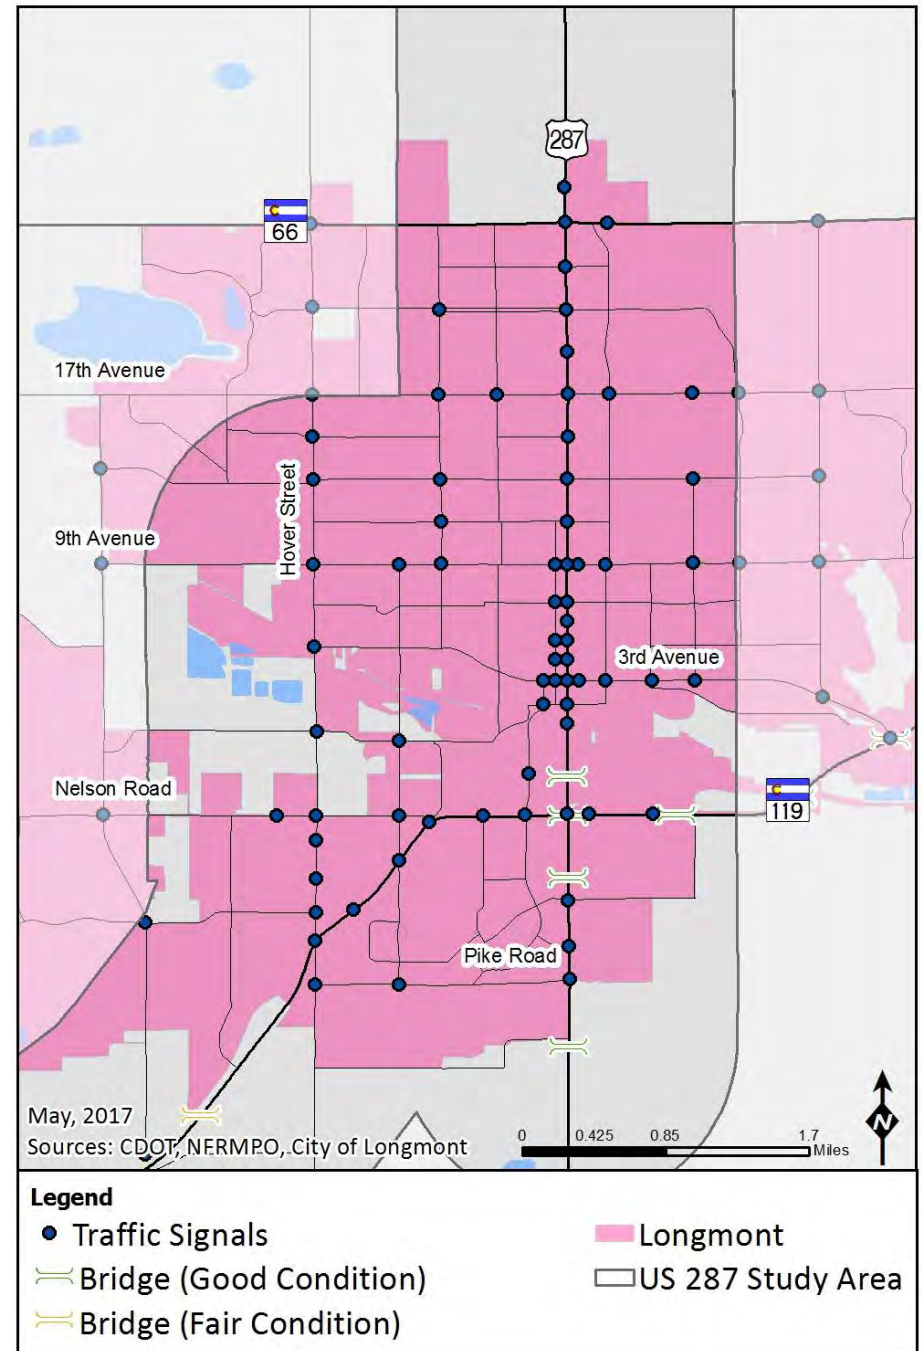 287
66
17th Avenue
Hover Street
9th Avenue
3rd Avenue
Nelson Road
119
Pike Road
N
May, 2017
Sources: CDOT, NFRMPO, City of Longmont
0 0.425 0.85 1.7
Miles
Legend
Traffic Signals
Bridge (Good Condition)
Bridge (Fair Condition)
Longmont
US 287 Study Area